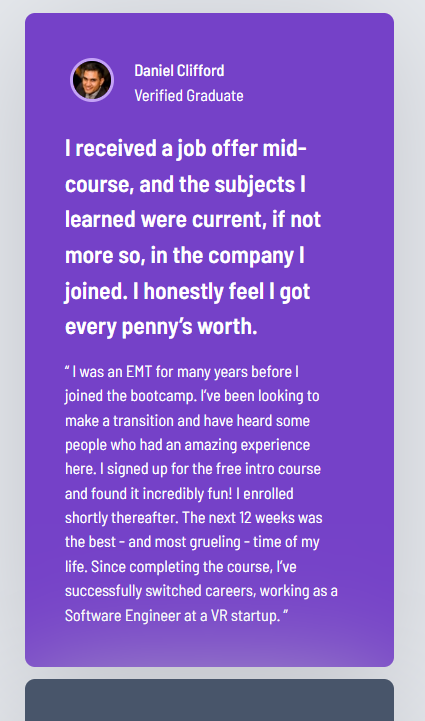 Daniel Clifford
Verified Graduate
I received a job offer mid-
course, and the subjects I
learned were current, if not
more so, in the company I
joined. I honestly feel I got
every penny’s worth.
“ I was an EMT for many years before I
joined the bootcamp. I’ve been looking to
make a transition and have heard some
people who had an amazing experience
here. I signed up for the free intro course
and found it incredibly fun! I enrolled
shortly thereafter. The next 12 weeks was
the best - and most grueling - time of my
life. Since completing the course, I’ve
successfully switched careers, working as a
Software Engineer at a VR startup. ”